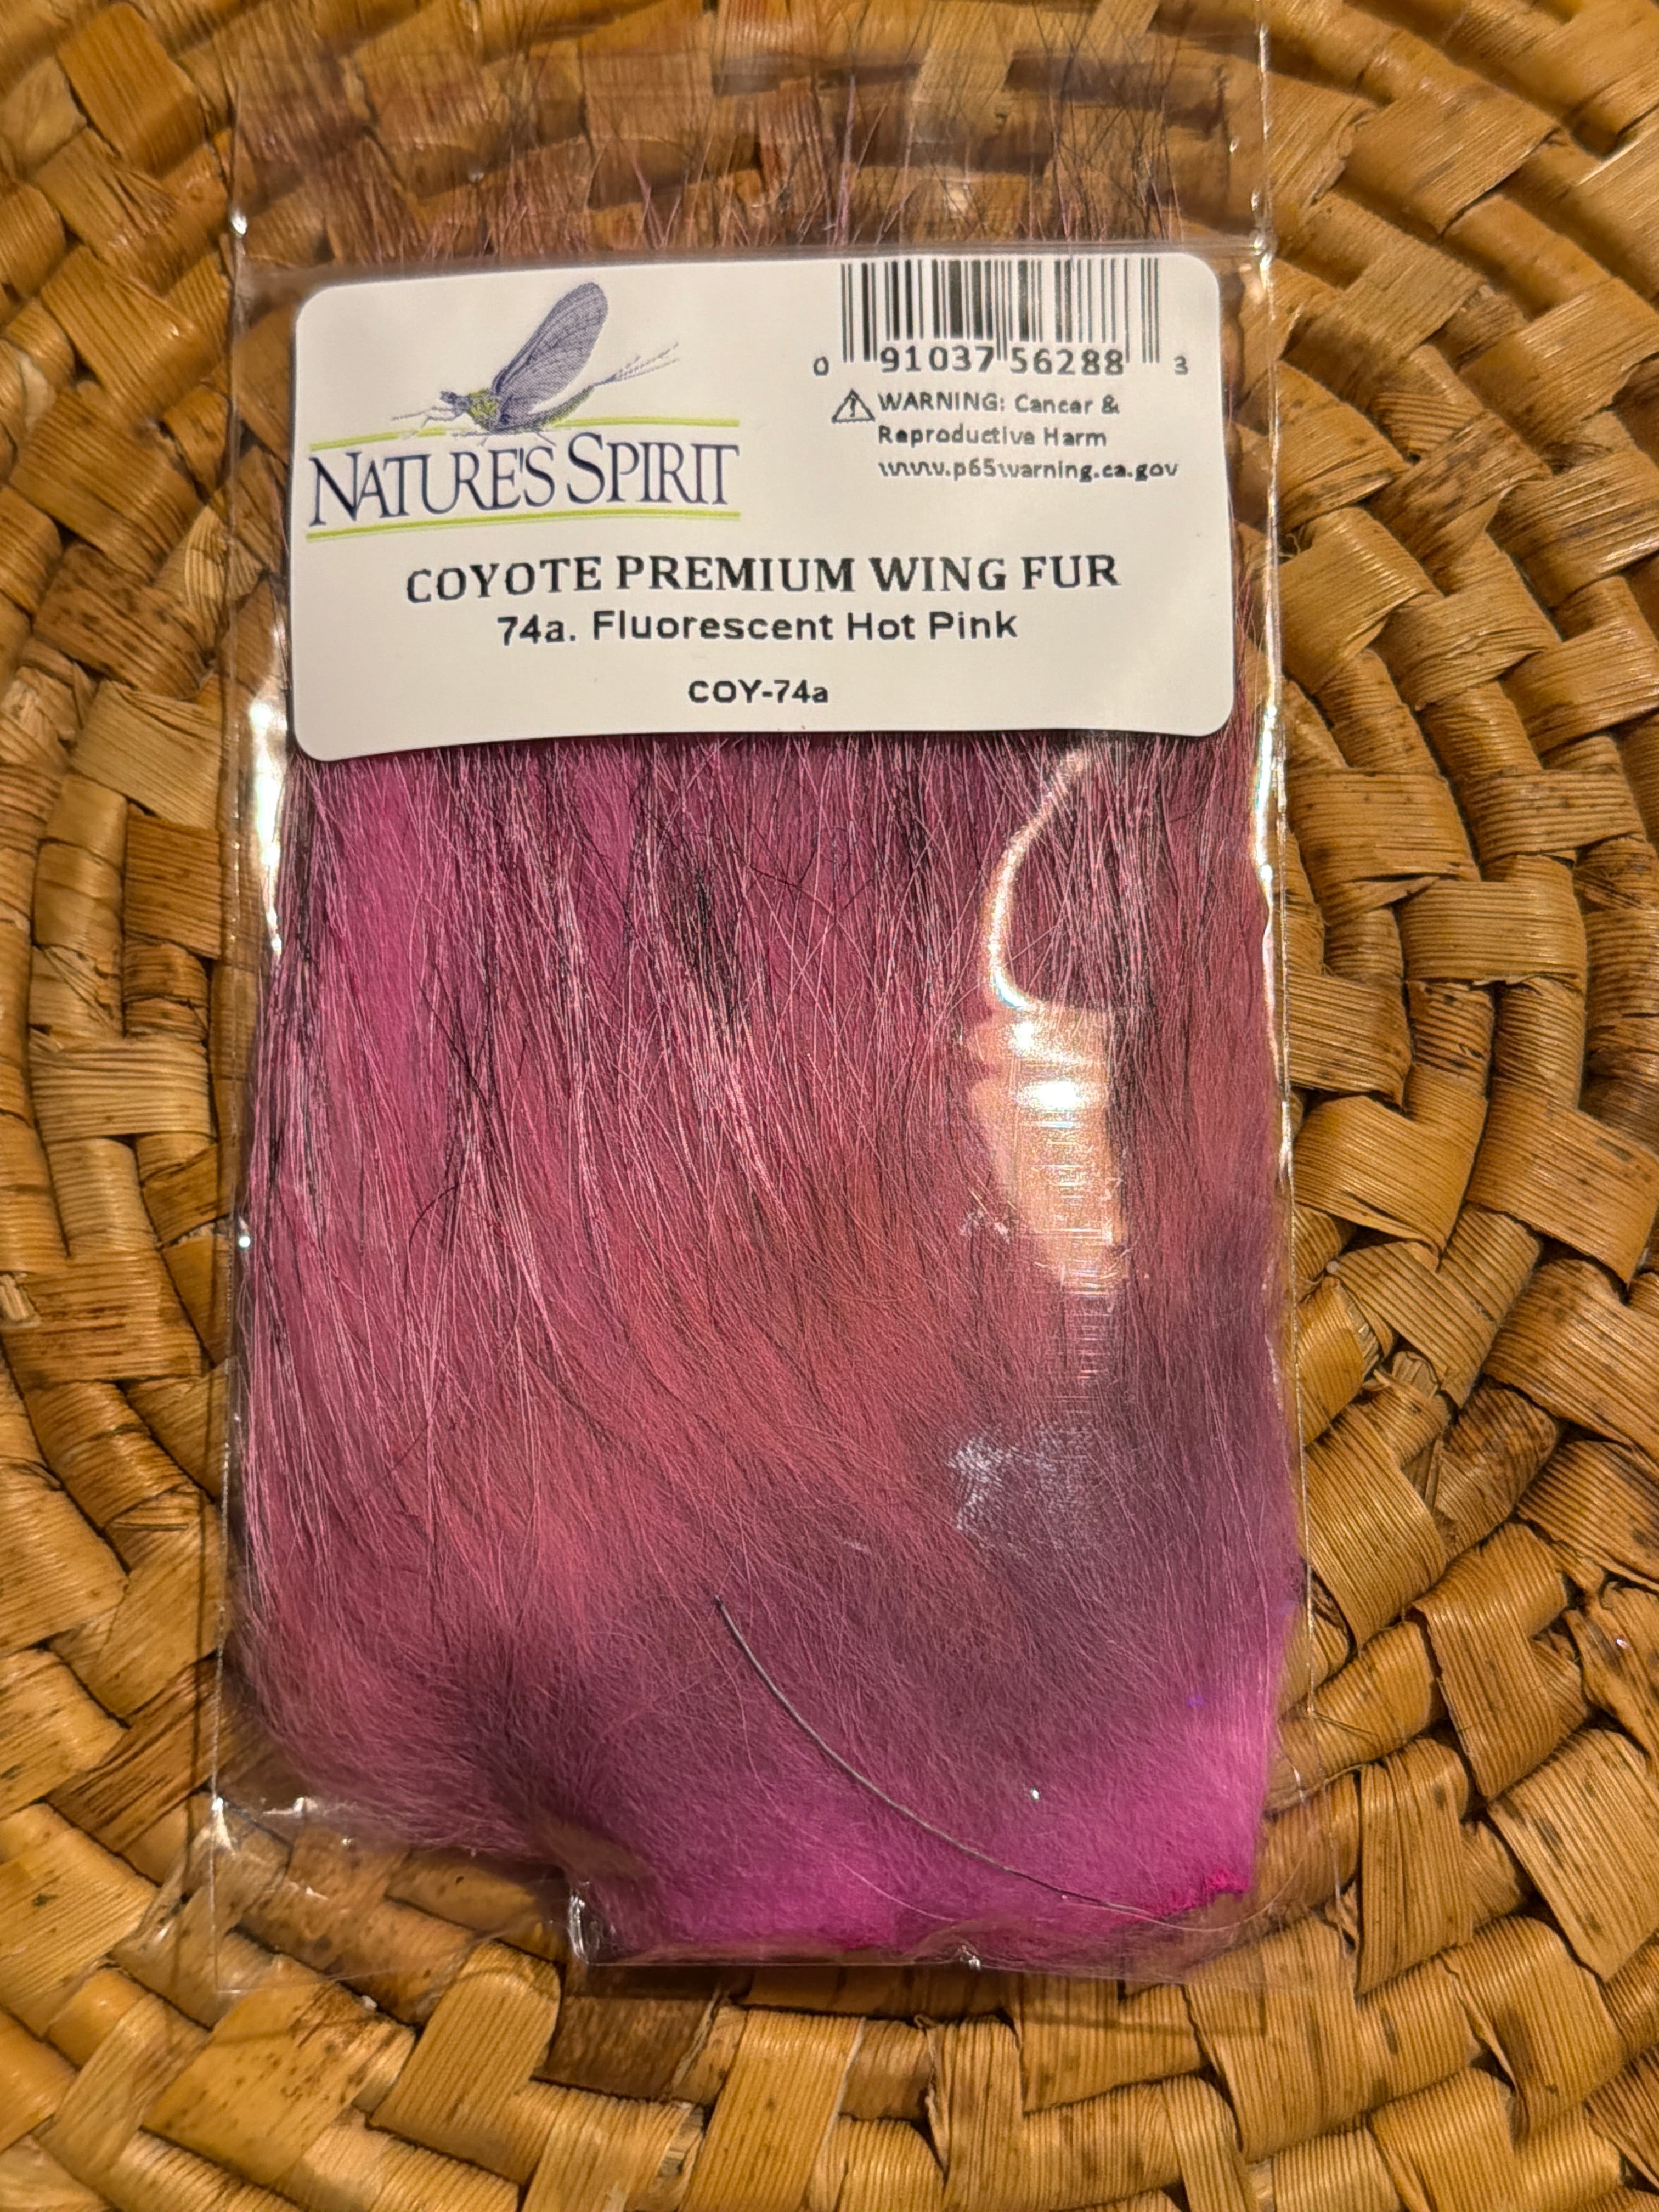 0 91037 56288 3
WARNING: Cancer &
Reproductive Harm
www.p65warning.ca.gov
NATURE'S SPIRIT
COYOTE PREMIUM WING FUR
74a. Fluorescent Hot Pink
COY-74a